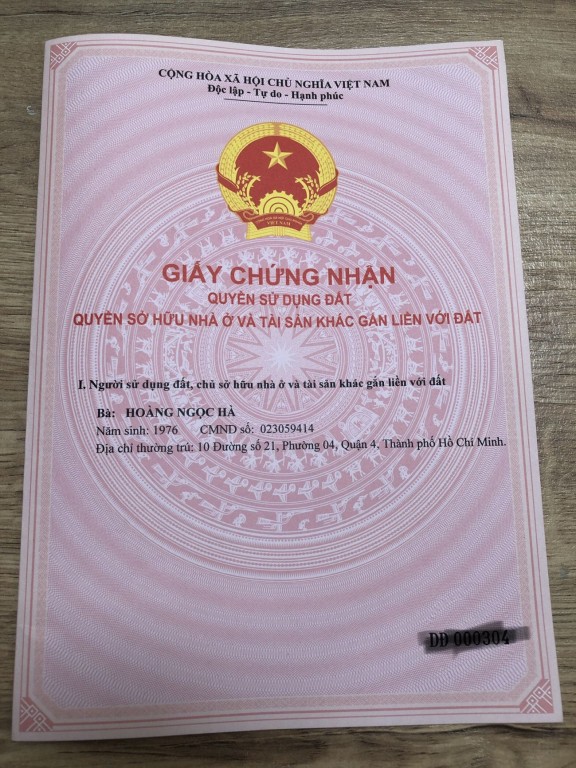 CỘNG HÒA XÃ HỘI CHỦ NGHĨA VIỆT NAM
Độc lập - Tự do - Hạnh phúc
VIỆT NAM
GIẤY CHỨNG NHẬN
QUYỀN SỬ DỤNG ĐẤT
QUYỀN SỞ HỮU NHÀ Ở VÀ TÀI SẢN KHÁC GẮN LIỀN VỚI ĐẤT
I. Người sử dụng đất, chủ sở hữu nhà ở và tài sản khác gắn liền với đất
Bà: HOÀNG NGỌC HÀ
Năm sinh: 1976 CMND số: 023059414
Địa chỉ thường trú: 10 Đường số 21, Phường 04, Quận 4, Thành phố Hồ Chí Minh.
DD 000304